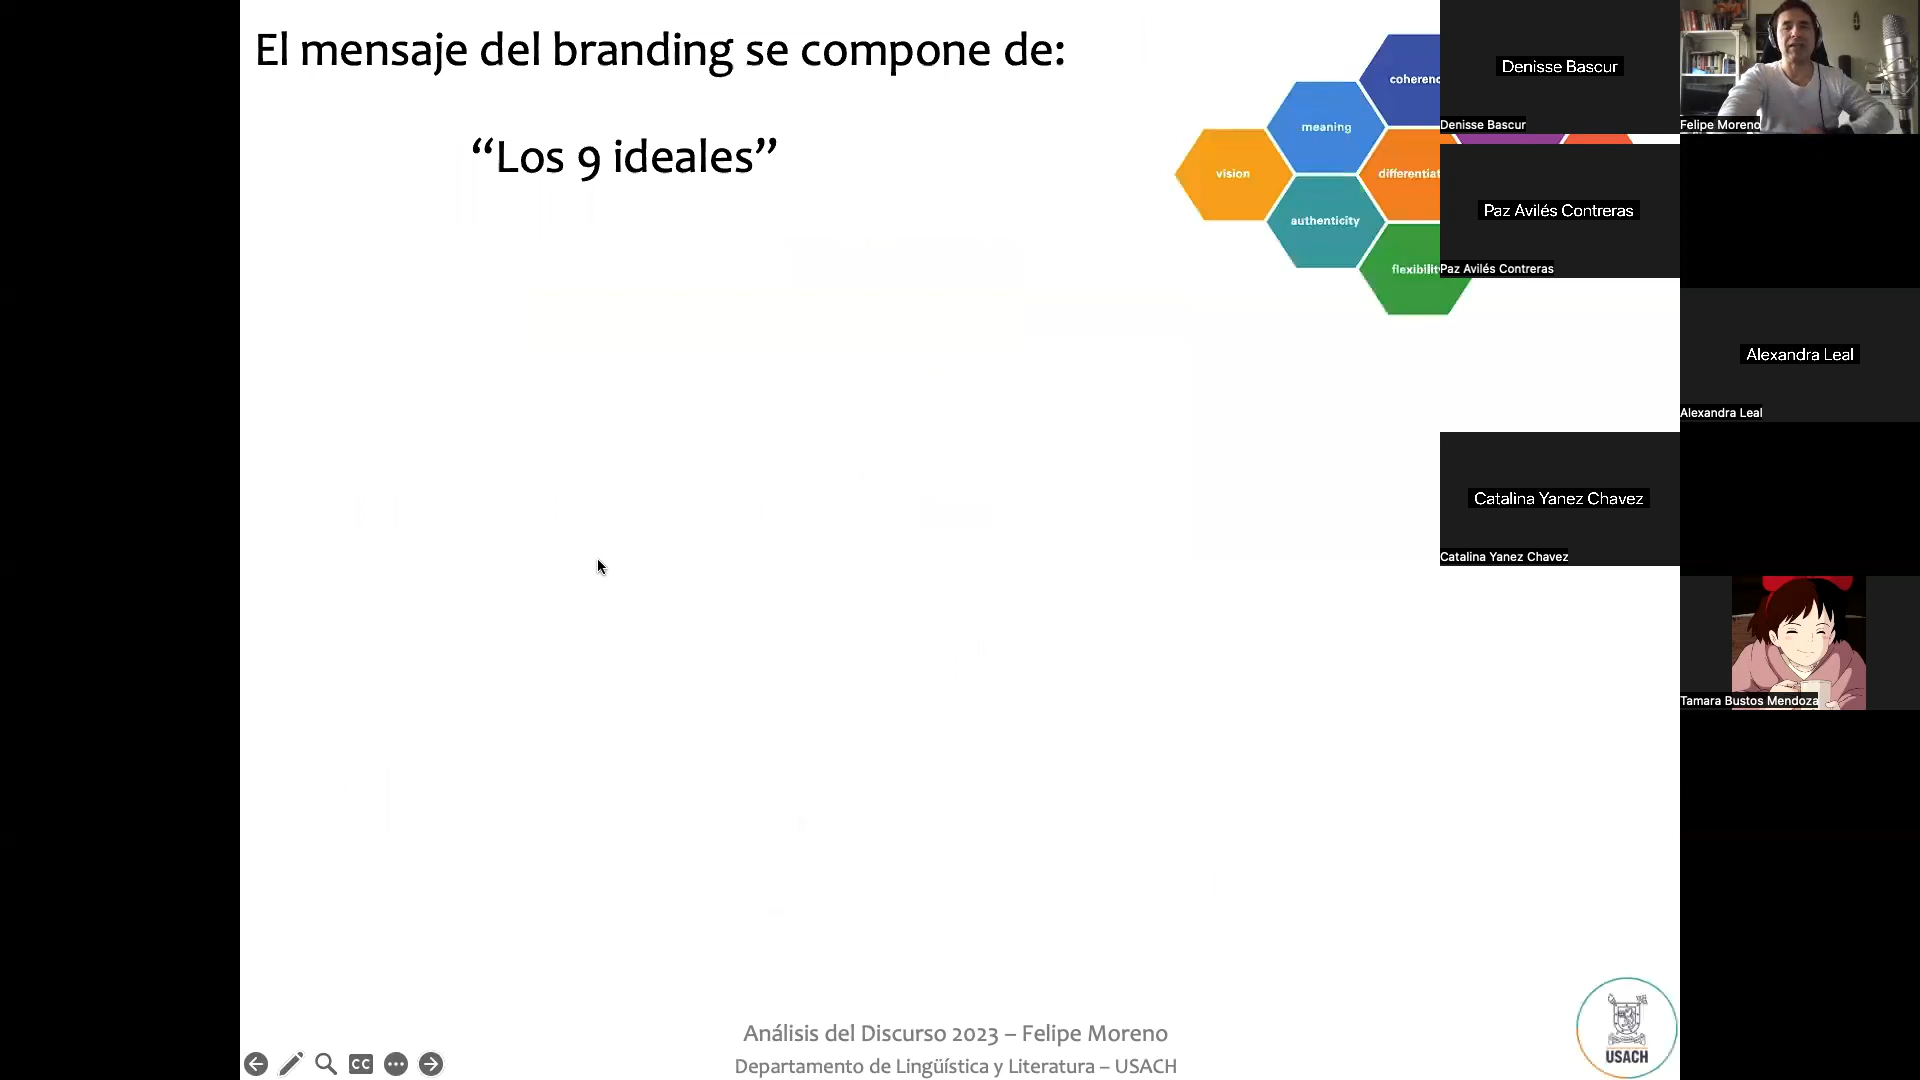 El mensaje del branding se compone de:
“Los 9 ideales”
coherenc
meaning
vision
differentiat
authenticity
flexibilit
Denisse Bascur
Denisse Bascur
Felipe Moreno
Paz Avilés Contreras
Paz Avilés Contreras
Alexandra Leal
Alexandra Leal
Catalina Yanez Chavez
Catalina Yanez Chavez
Tamara Bustos Mendoza
Análisis del Discurso 2023 – Felipe Moreno
Departamento de Lingüística y Literatura – USACH
USACH
CC